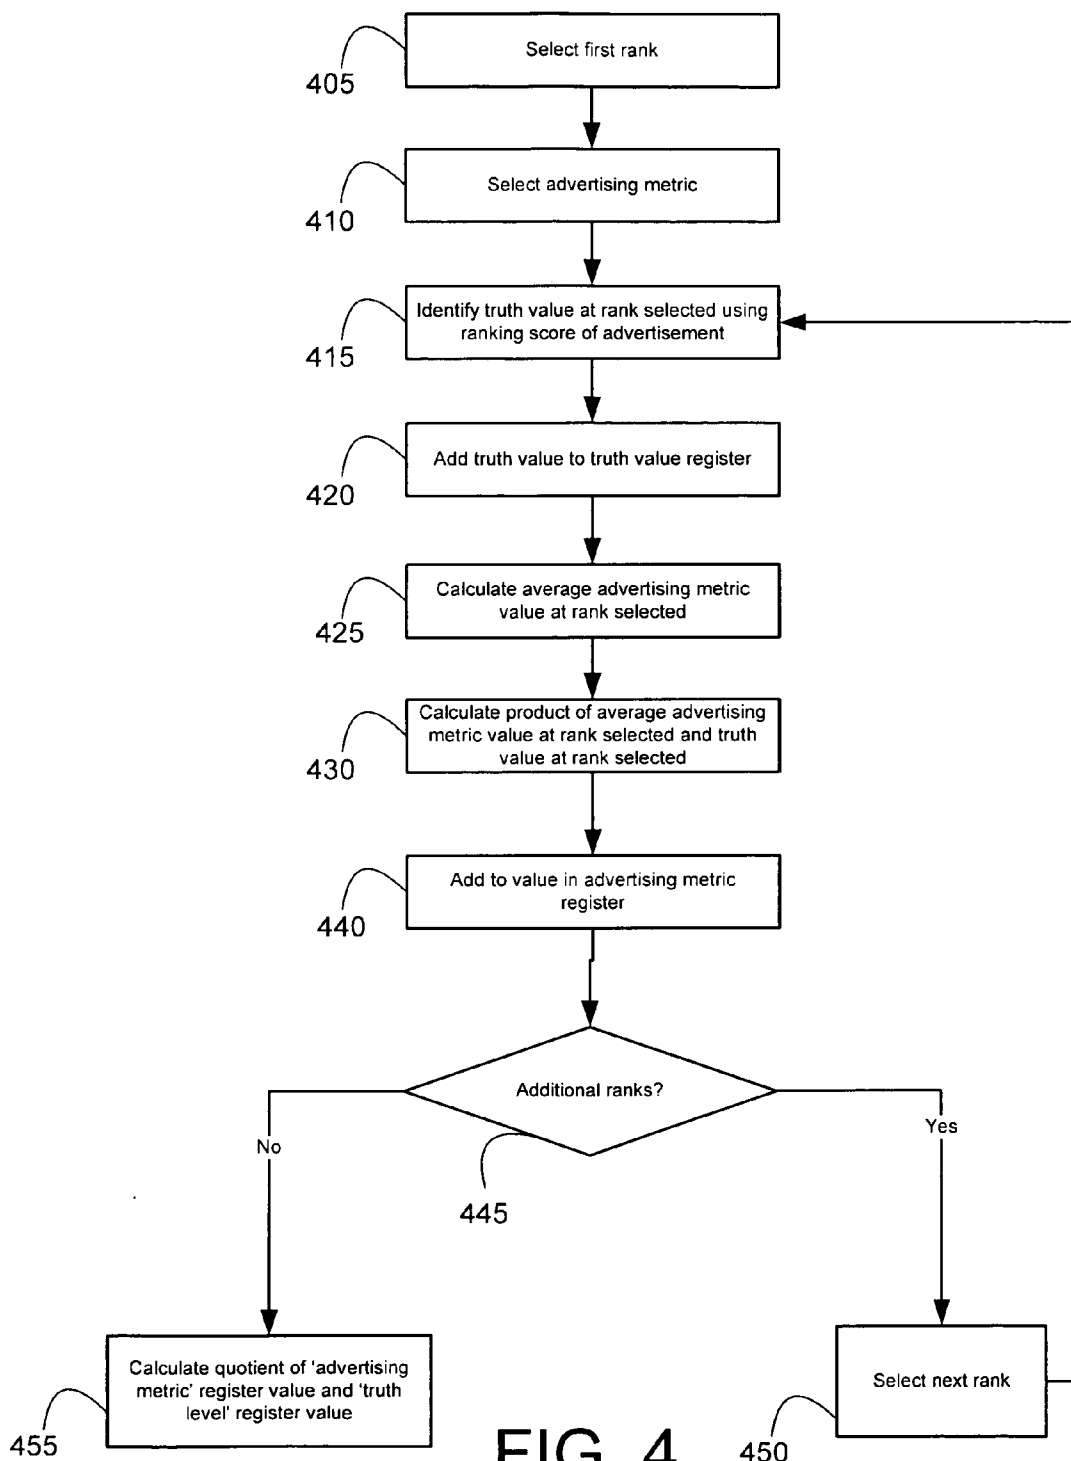 Select first rank
405
Select advertising metric
410
Identify truth value at rank selected using
ranking score of advertisement
415
Add truth value to truth value register
420
Calculate average advertising metric
value at rank selected
425
Calculate product of average advertising
metric value at rank selected and truth
value at rank selected
430
Add to value in advertising metric
register
440
Additional ranks?
No
Yes
445
Calculate quotient of 'advertising
metric' register value and 'truth
level' register value
Select next rank
455
FIG. 4
450